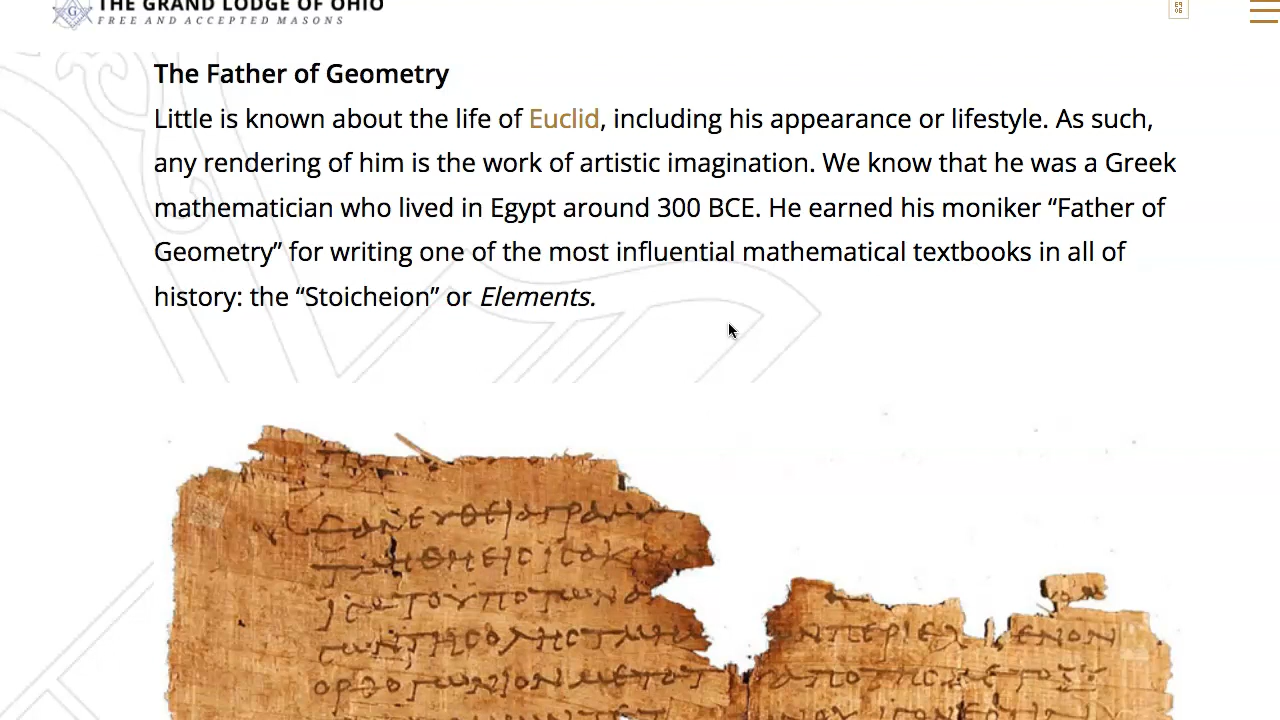 THE GRAND LODGE OF OHIO
FREE AND ACCEPTED MASONS
The Father of Geometry
Little is known about the life of Euclid, including his appearance or lifestyle. As such,
any rendering of him is the work of artistic imagination. We know that he was a Greek
mathematician who lived in Egypt around 300 BCE. He earned his moniker “Father of
Geometry” for writing one of the most influential mathematical textbooks in all of
history: the “Stoicheion” or Elements.